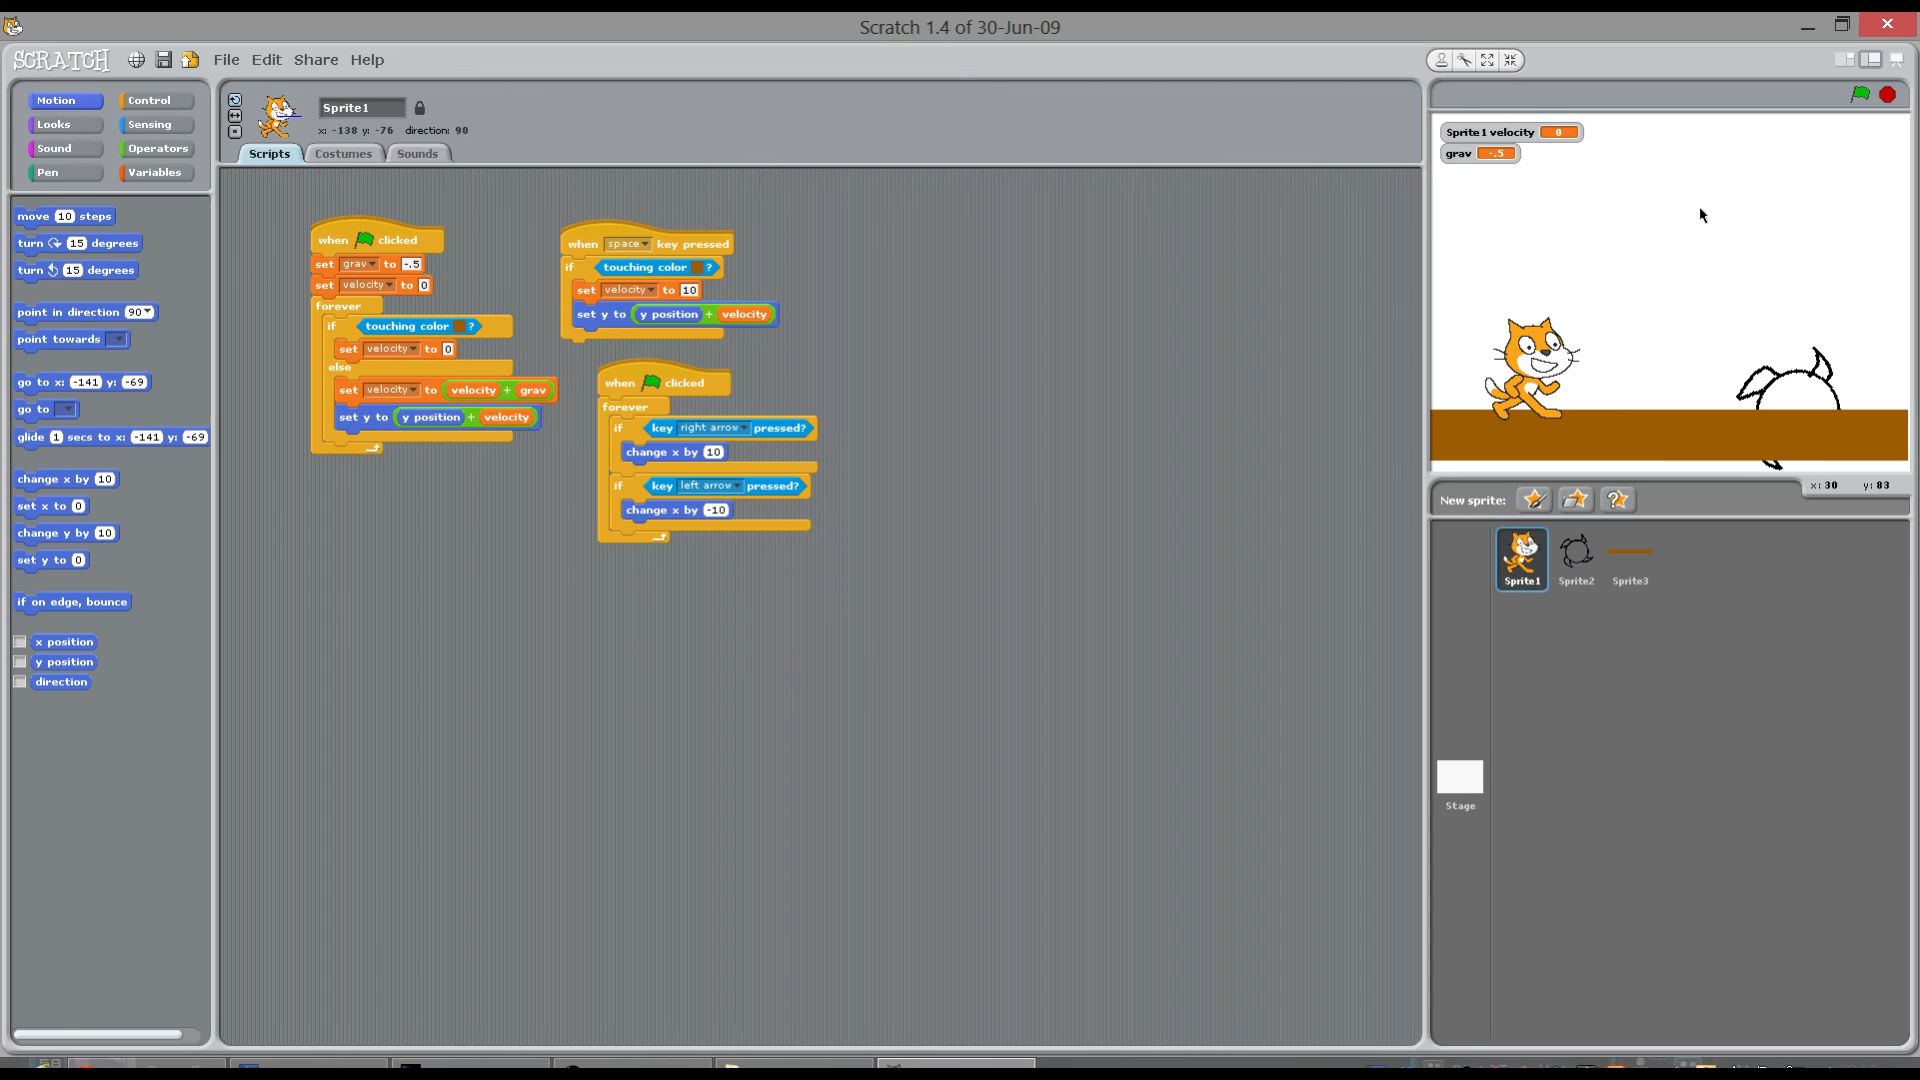 Scratch 1.4 of 30-Jun-09
SCRATCH File Edit Share Help
Motion Control
Looks Sensing
Sound Operators
Pen Variables
move 10 steps
turn 15 degrees
turn 15 degrees
point in direction 90
point towards
go to x: -141 y: -69
go to
glide 1 secs to x: -141 y: -69
change x by 10
set x to 0
change y by 10
set y to 0
if on edge, bounce
x position
y position
direction
Sprite1
x: -138 y: -76 direction: 90
Scripts Costumes Sounds
when clicked
set grav to -.5
set velocity to 0
forever
if touching color ?
set velocity to 0
else
set velocity to velocity + grav
set y to y position + velocity
when space key pressed
if touching color ?
set velocity to 10
set y to y position + velocity
when clicked
forever
if key right arrow pressed?
change x by 10
if key left arrow pressed?
change x by -10
Sprite1 velocity 0
grav -.5
x: 30 y: 83
New sprite:
Sprite1 Sprite2 Sprite3
Stage